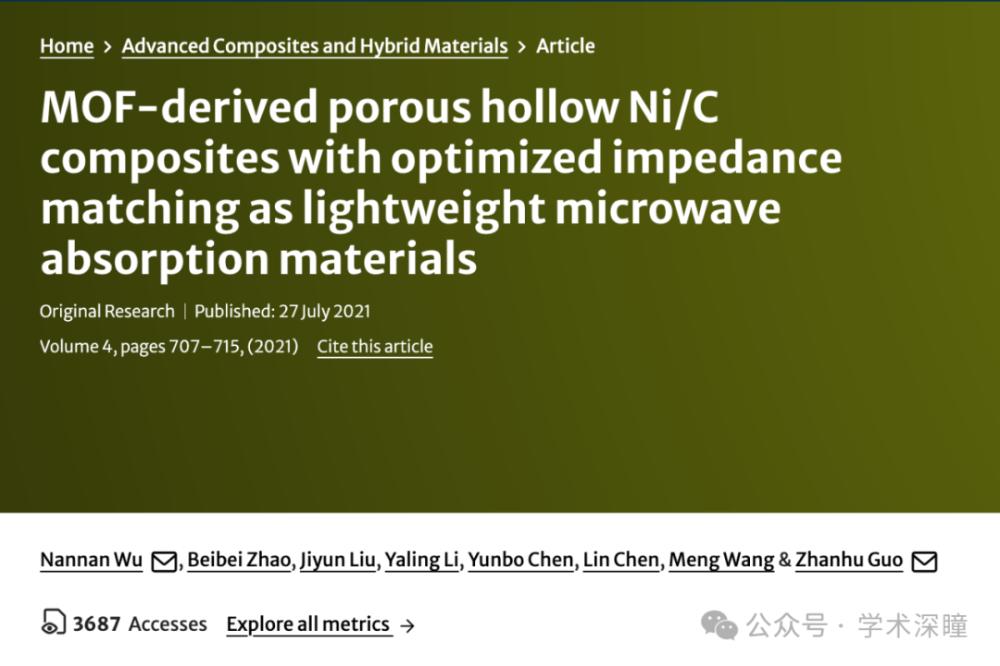 Home > Advanced Composites and Hybrid Materials > Article
MOF-derived porous hollow Ni/C
composites with optimized impedance
matching as lightweight microwave
absorption materials
Original Research | Published: 27 July 2021
Volume 4, pages 707–715, (2021) Cite this article
Nannan Wu, Beibei Zhao, Jiyun Liu, Yaling Li, Yunbo Chen, Lin Chen, Meng Wang & Zhanhu Guo
3687 Accesses Explore all metrics →
公众号 · 学术深瞳